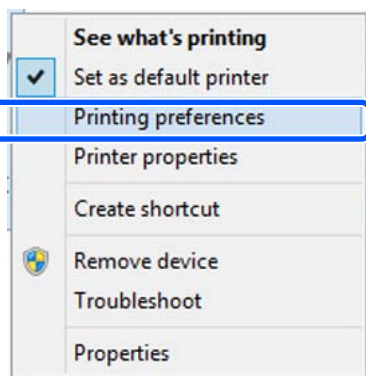 See what's printing
Set as default printer
Printing preferences
Printer properties
Create shortcut
Remove device
Troubleshoot
Properties